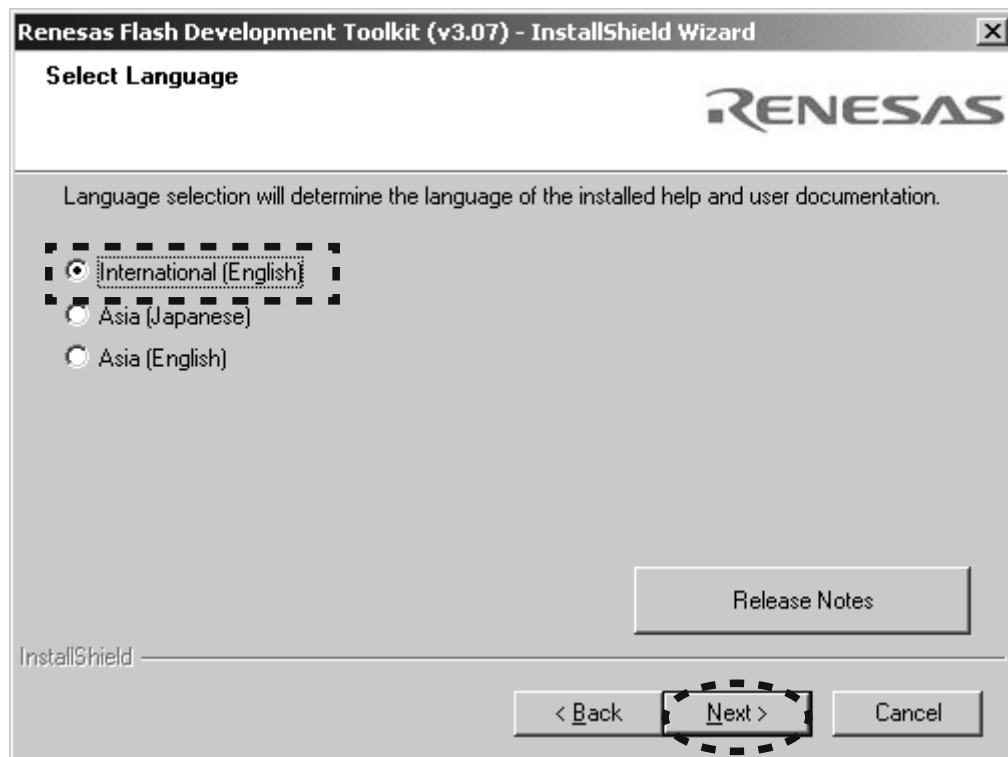 Renesas Flash Development Toolkit (v3.07) - InstallShield Wizard
Select Language
RENESAS
Language selection will determine the language of the installed help and user documentation.
International (English)
Asia (Japanese)
Asia (English)
Release Notes
InstallShield
< Back Next > Cancel